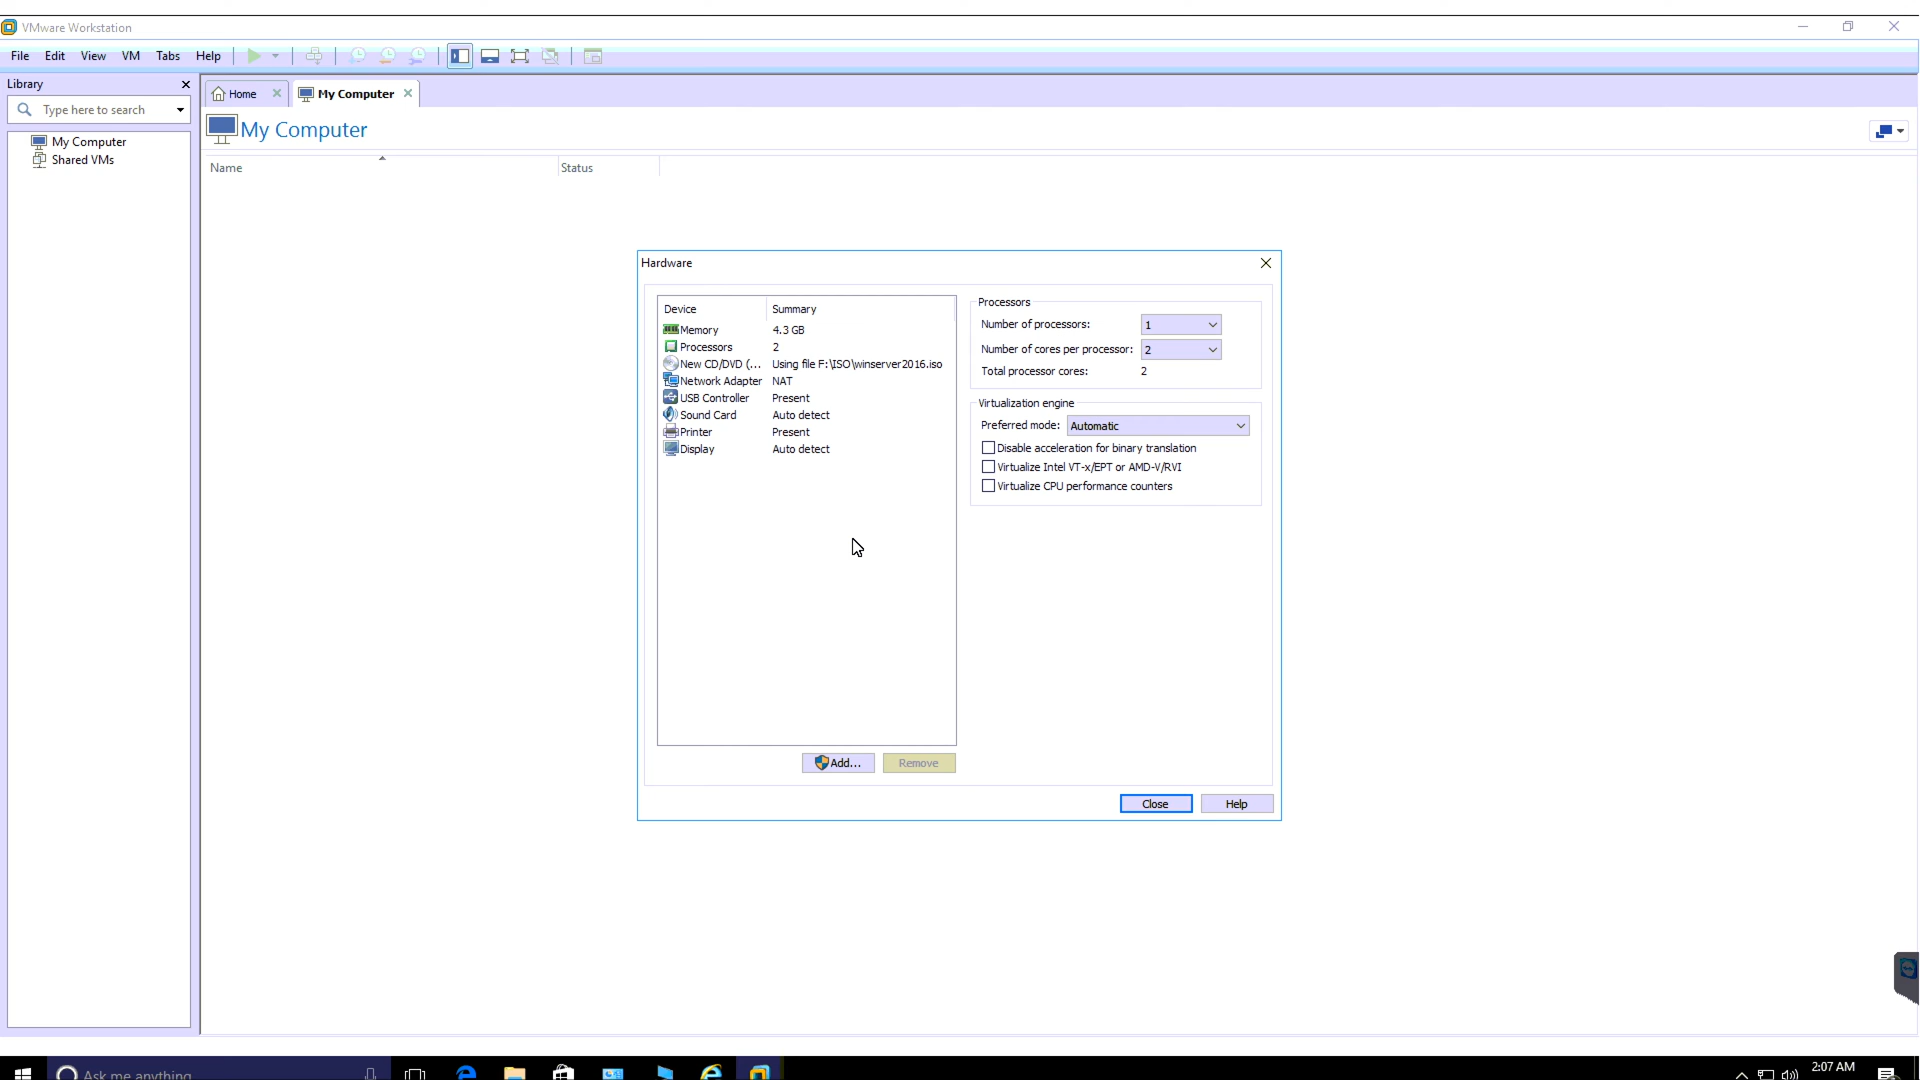 VMware Workstation
File Edit View VM Tabs Help
Library
Type here to search
My Computer
Shared VMs
Home
My Computer
My Computer
Name Status
Hardware
Device Summary
Memory 4.3 GB
Processors 2
New CD/DVD (... Using file F:\ISO\winserver2016.iso
Network Adapter NAT
USB Controller Present
Sound Card Auto detect
Printer Present
Display Auto detect
Add...
Remove
Processors
Number of processors: 1
Number of cores per processor: 2
Total processor cores: 2
Virtualization engine
Preferred mode: Automatic
Disable acceleration for binary translation
Virtualize Intel VT-x/EPT or AMD-V/RVI
Virtualize CPU performance counters
Close
Help
Ask me anything
2:07 AM